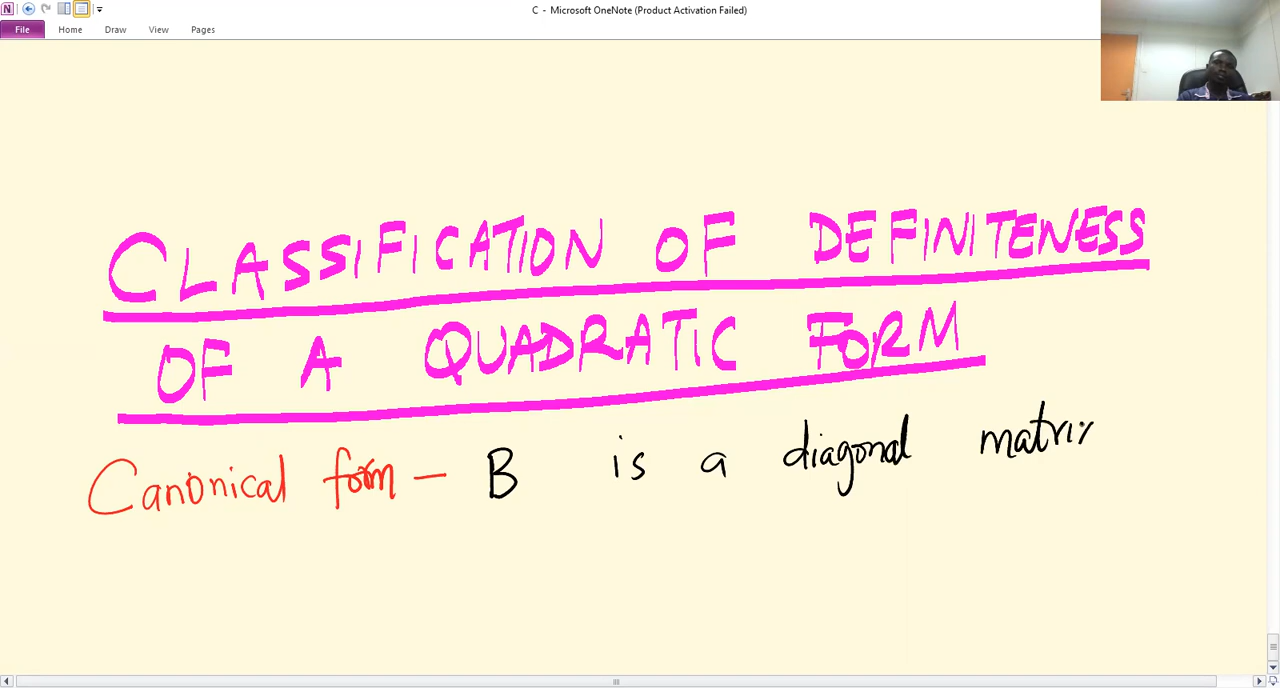 C - Microsoft OneNote (Product Activation Failed)
File Home Draw View Pages
CLASSIFICATION OF DEFINITENESS
OF A QUADRATIC FORM
Canonical form - B is a diagonal matrix